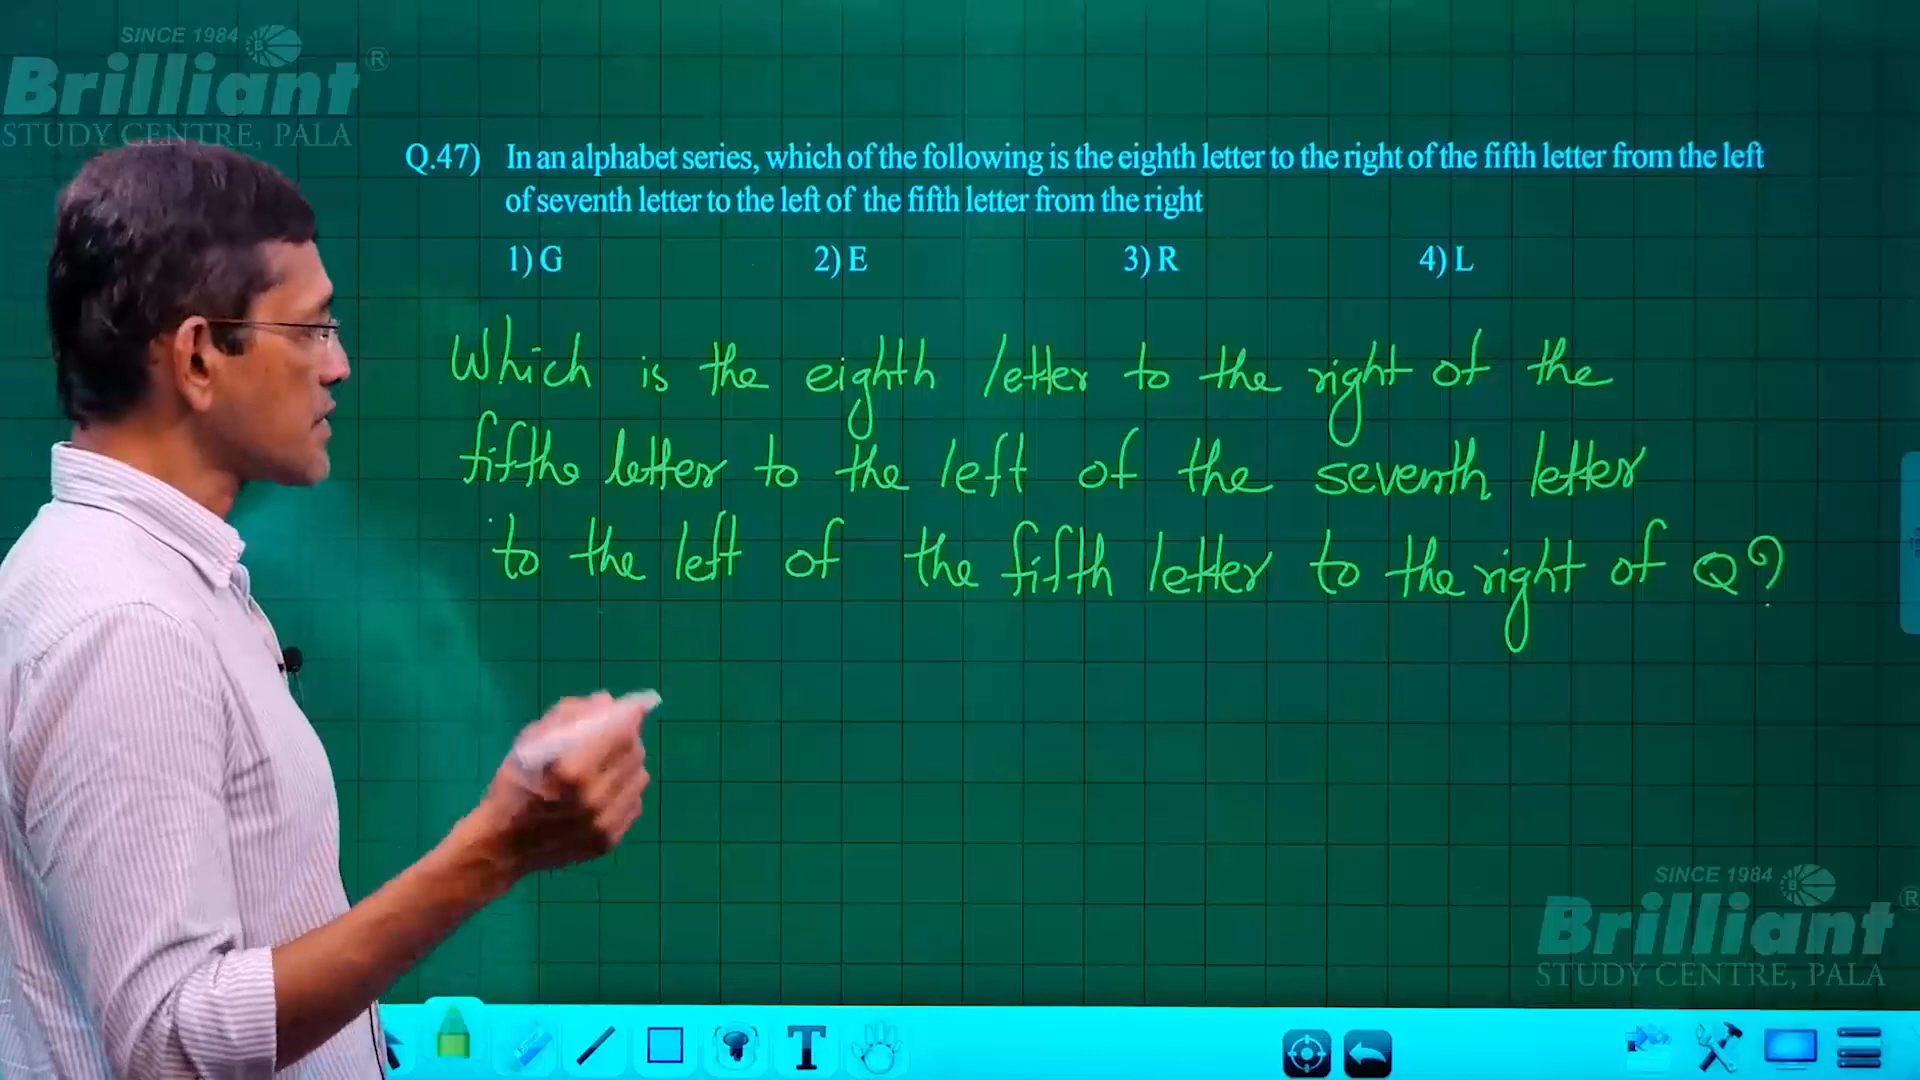 SINCE 1984
Brilliant ®
STUDY CENTRE, PALA
Q.47) In an alphabet series, which of the following is the eighth letter to the right of the fifth letter from the left
of seventh letter to the left of the fifth letter from the right
1) G 2) E 3) R 4) L
Which is the eighth letter to the right of the
fifthe letter to the left of the seventh letter
to the left of the fifth letter to the right of Q?
SINCE 1984
Brilliant ®
STUDY CENTRE, PALA
T